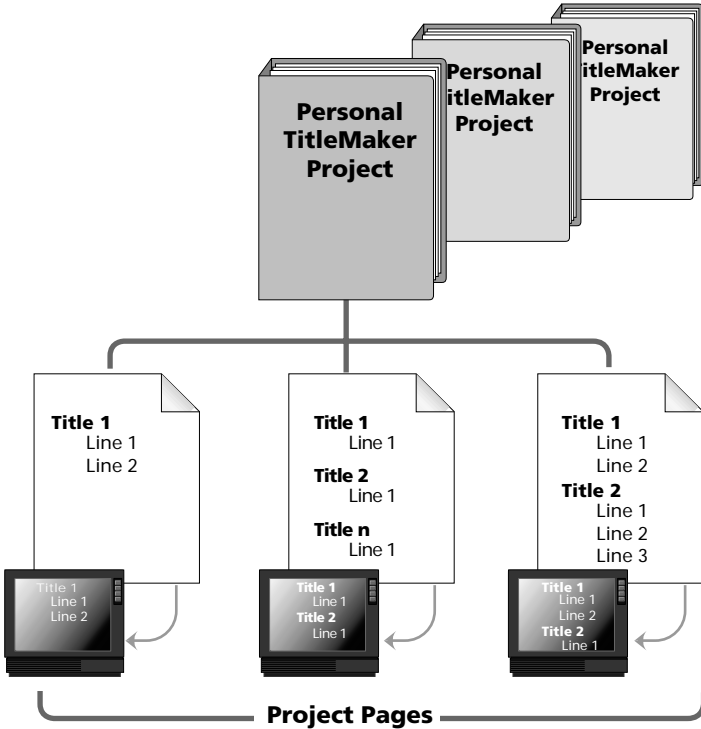 Personal
TitleMaker
Project
Personal
itleMaker
Project
Personal
itleMaker
Project
Title 1
Line 1
Line 2
Title 1
Line 1
Title 2
Line 1
Title n
Line 1
Title 1
Line 1
Line 2
Title 2
Line 1
Line 2
Line 3
Title 1
Line 1
Line 2
Title 1
Line 1
Title 2
Line 1
Title 1
Line 1
Line 2
Title 2
Line 1
Project Pages